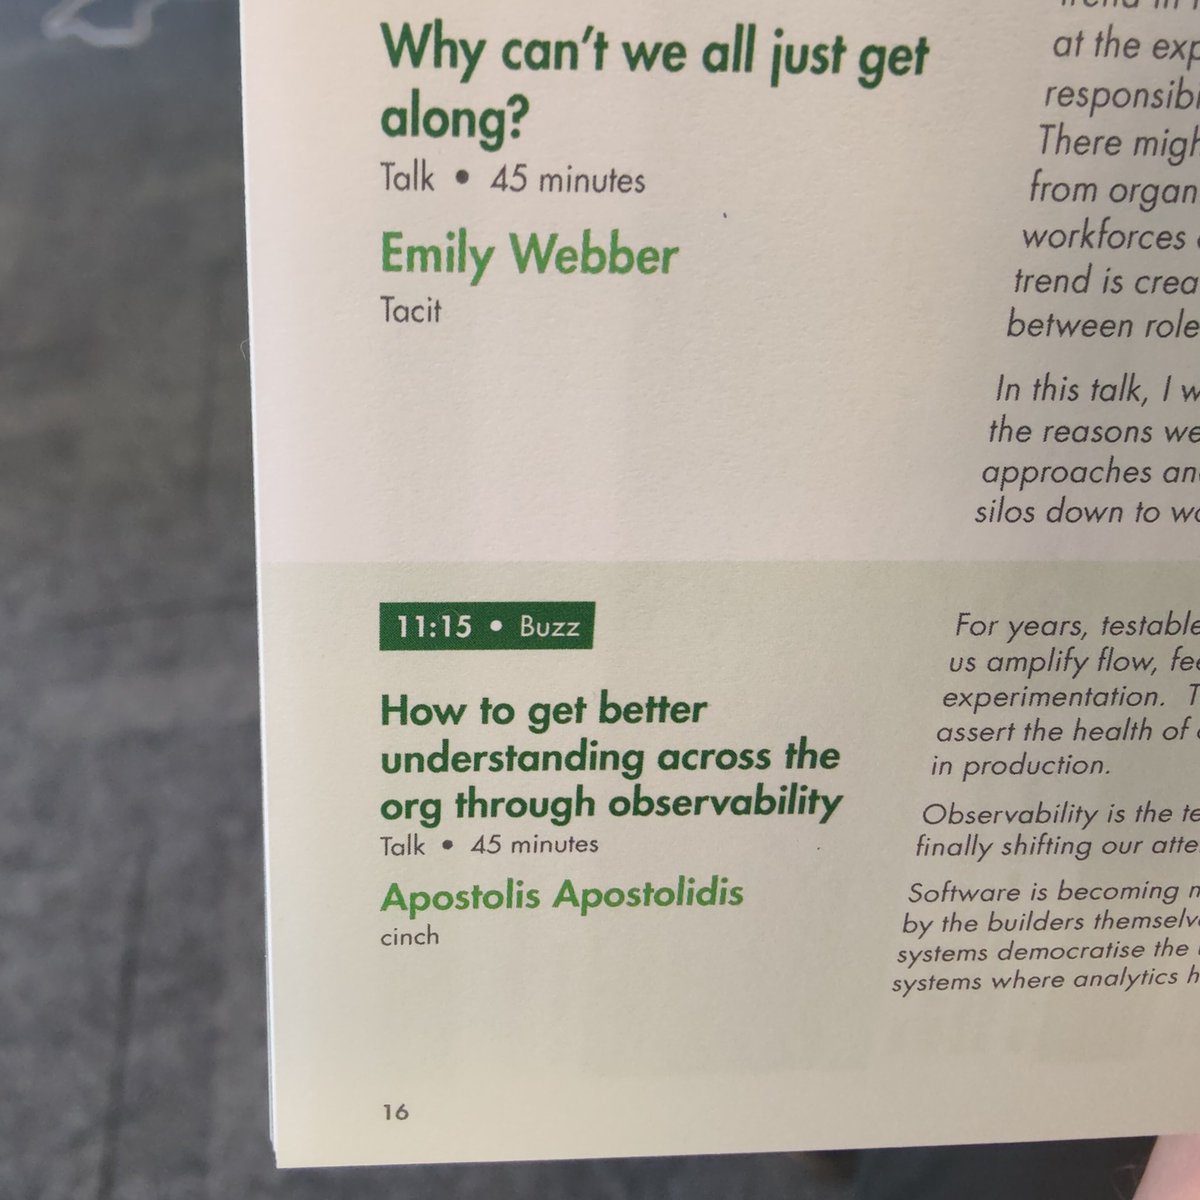 Why can't we all just get
along?
Talk • 45 minutes
Emily Webber
Tacit
at the
There
from
workforces
trend is
between
In this talk, I
the reasons
approaches
silos down to
11:15 • Buzz
How to get better
understanding across the
org through observability
Talk • 45 minutes
Apostolis Apostolidis
cinch
For years,
us amplify flow,
experimentation.
assert the health of
in production.
Observability is the
finally shifting our
Software is becoming
by the builders
systems democratise the
systems where analytics
16